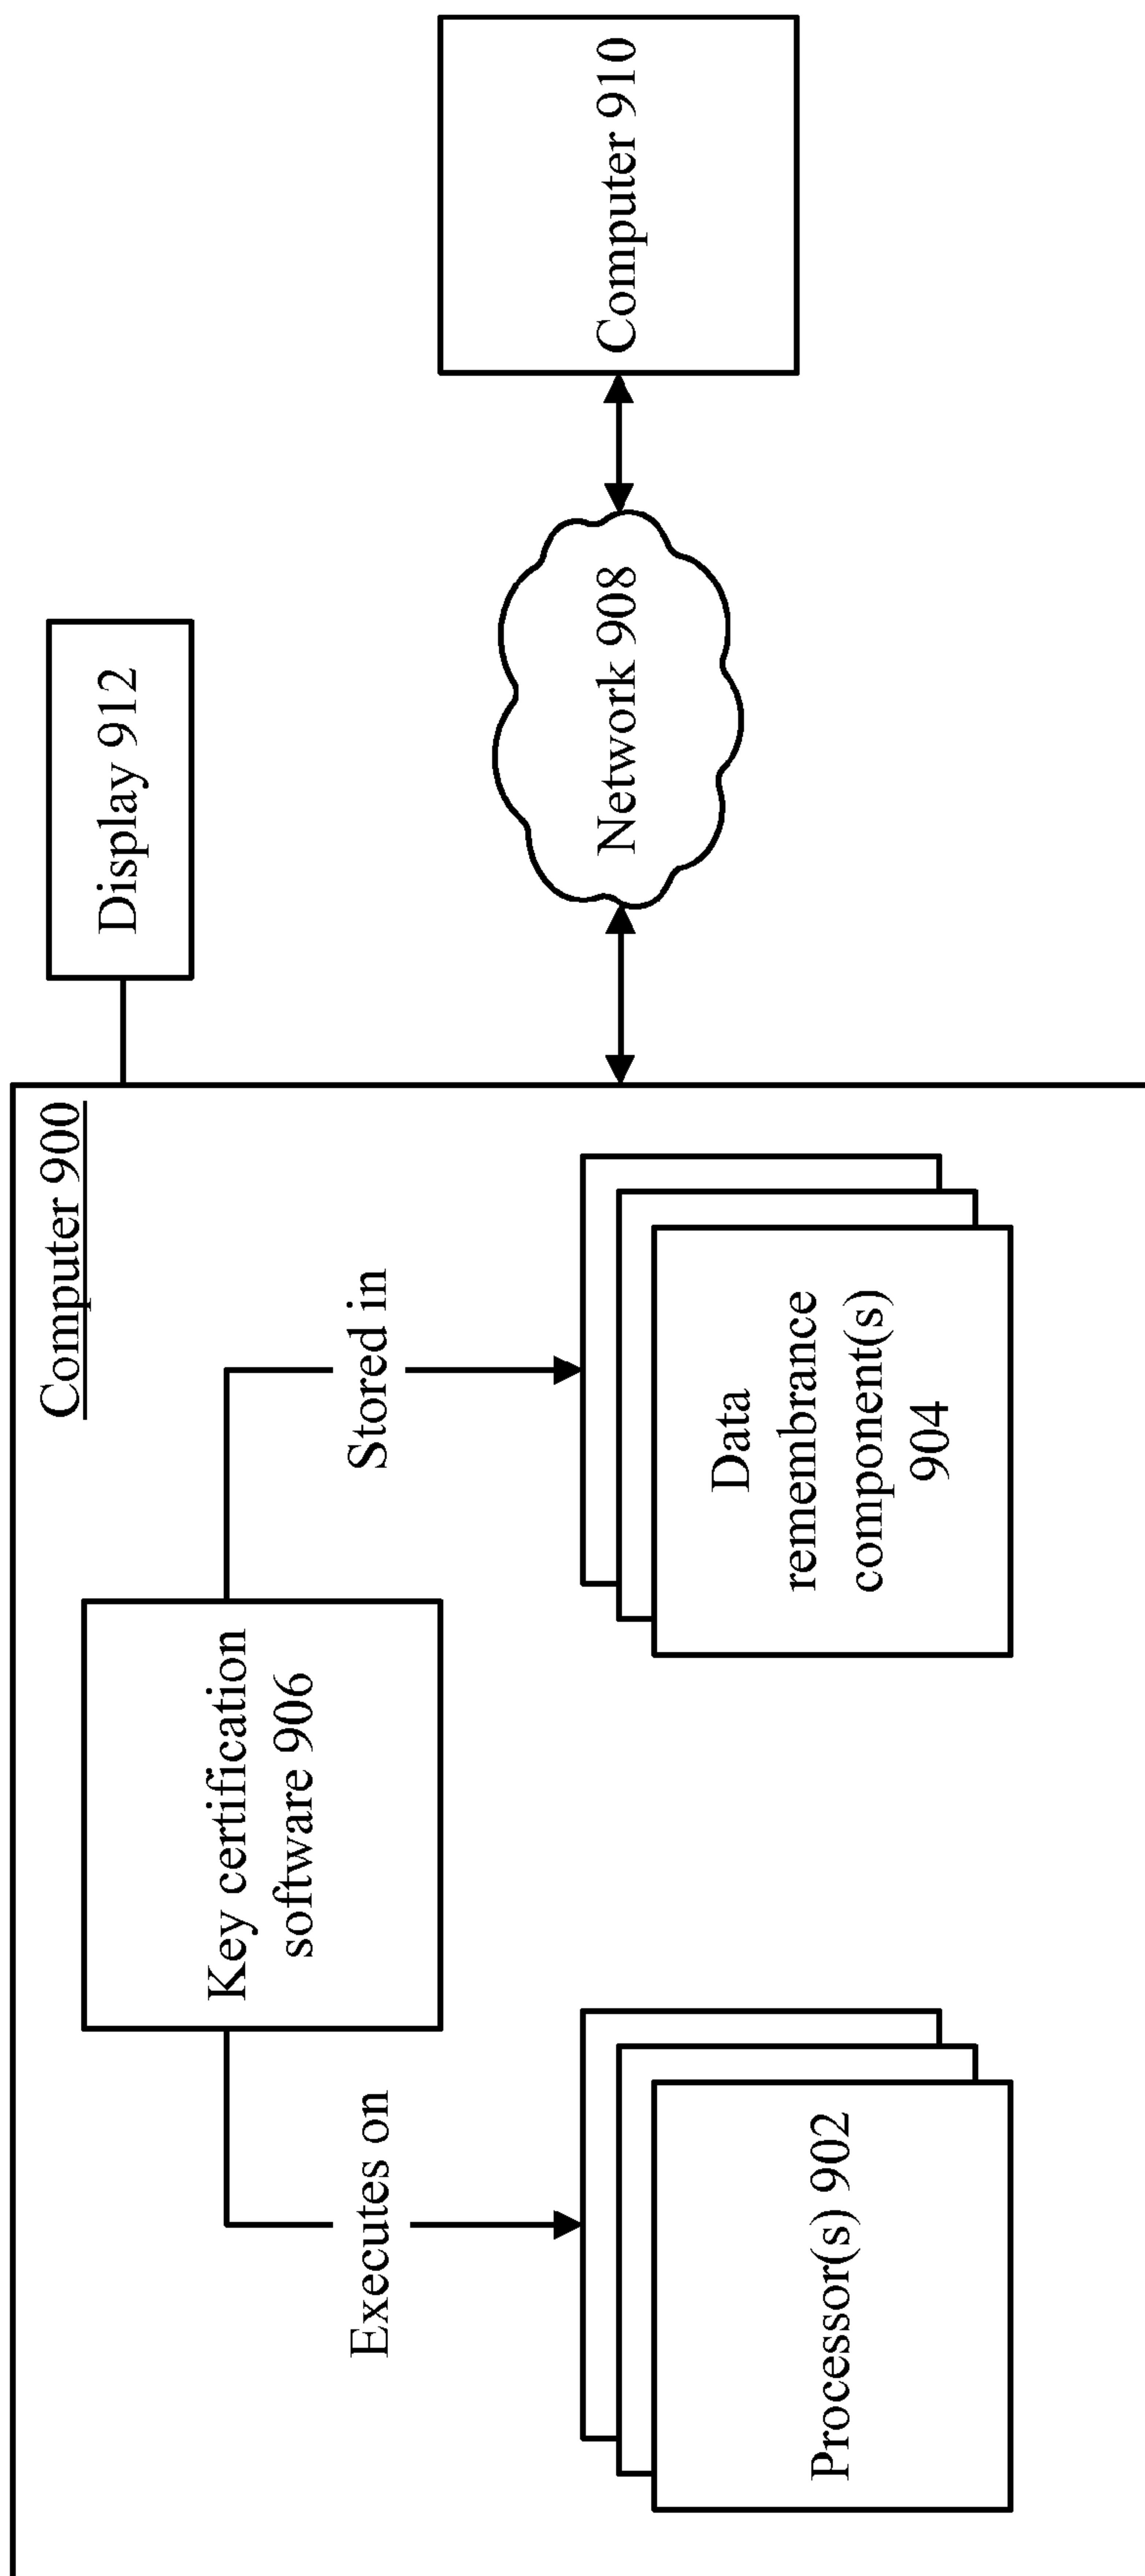 Computer 900
Display 912
Key certification
software 906
Executes on
Stored in
Network 908
Computer 910
Processor(s) 902
Data
remembrance
component(s)
904